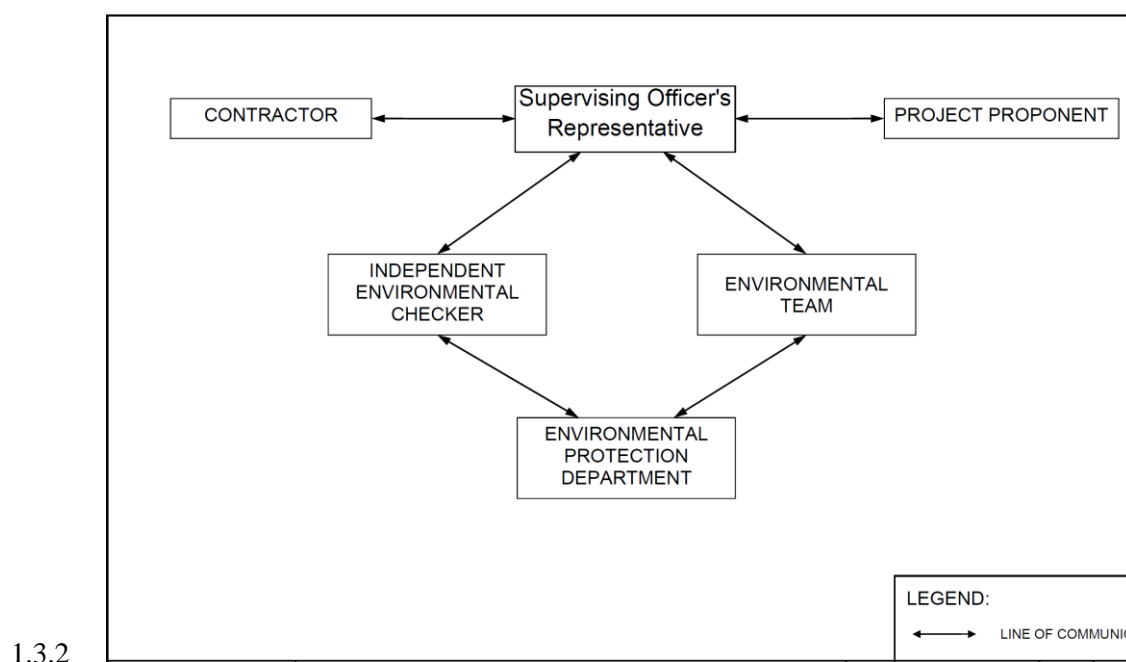 Supervising Officer's
Representative
CONTRACTOR
PROJECT PROPONENT
INDEPENDENT
ENVIRONMENTAL
CHECKER
ENVIRONMENTAL
TEAM
ENVIRONMENTAL
PROTECTION
DEPARTMENT
LEGEND:
LINE OF
1.3.2